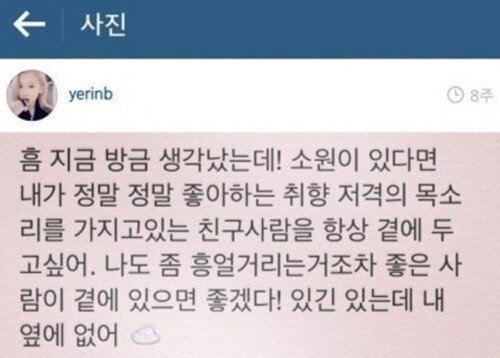 사진
yerinb
8주
흠 지금 방금 생각났는데! 소원이 있다면
내가 정말 정말 좋아하는 취향 저격의 목소
리를 가지고있는 친구사람을 항상 곁에 두
고싶어. 나도 좀 흥얼거리는거조차 좋은 사
람이 곁에 있으면 좋겠다! 있긴 있는데 내
옆에 없어